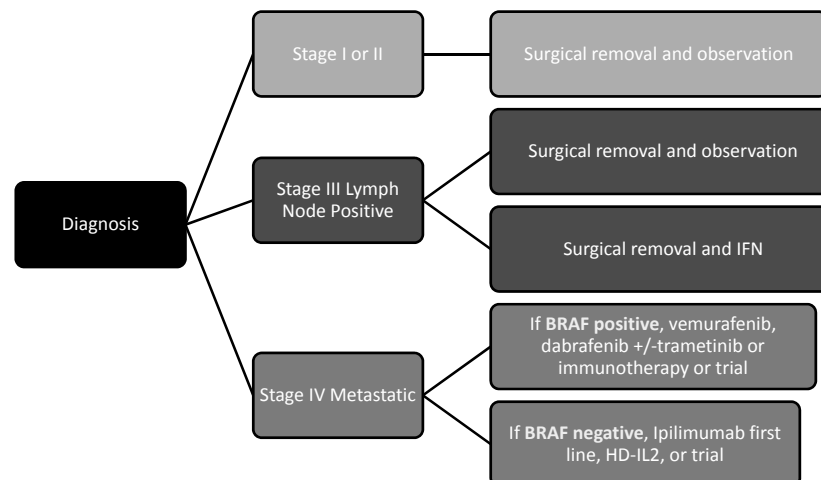 Diagnosis
Stage I or II
Surgical removal and observation
Stage III Lymph
Node Positive
Surgical removal and observation
Surgical removal and IFN
Stage IV Metastatic
If BRAF positive, vemurafenib,
dabrafenib +/-trametinib or
immunotherapy or trial
If BRAF negative, Ipilimumab first
line, HD-IL2, or trial